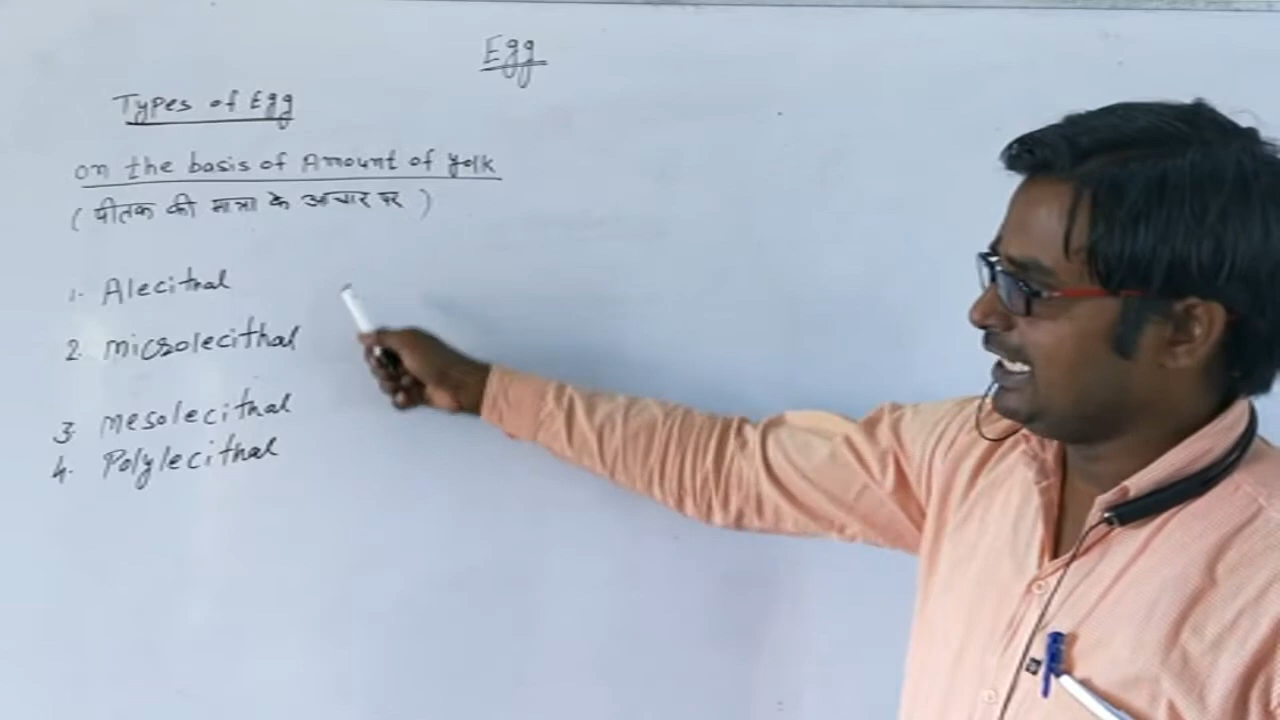 Egg
Types of Egg
on the basis of Amount of yolk
( पीतक की मात्रा के आधार पर )
1. Alecithal
2. microlecithal
3. mesolecithal
4. Polylecithal